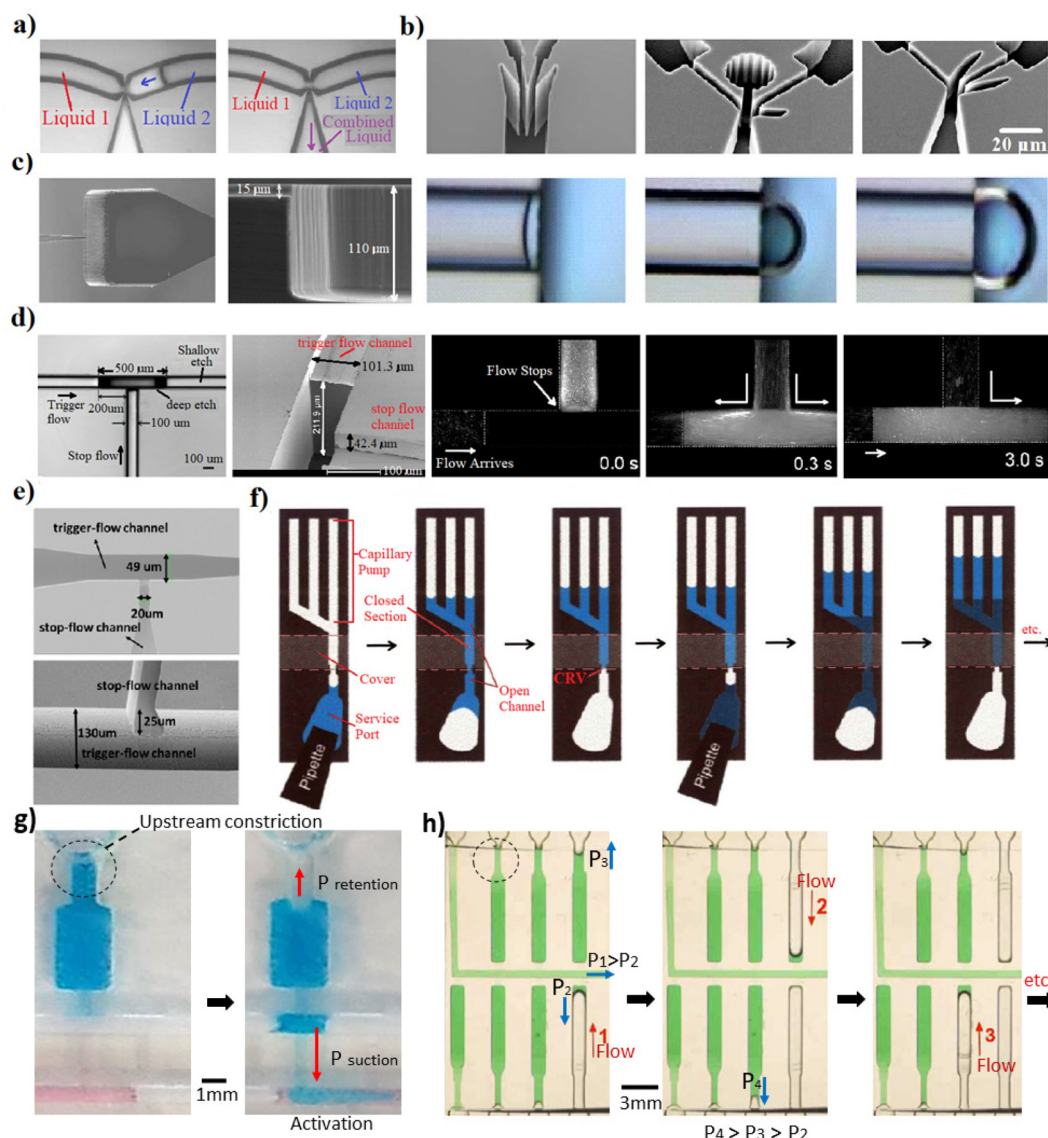 a)
Liquid 1
Liquid 2
Liquid 1
Liquid 2
Combined
Liquid
b)
20 µm
c)
15 µm
110 µm
d)
500 um
Shallow
etch
Trigger
flow
200um
deep etch
100 um
Stop flow
100 um
trigger flow channel
101.3 µm
211.9 µm
stop flow
channel
42.4 µm
100 µm
Flow Stops
Flow Arrives
0.0 s
0.3 s
3.0 s
e)
trigger-flow channel
49 um
20um
stop-flow channel
stop-flow channel
25um
130um
trigger-flow channel
f)
Capillary
Pump
Closed
Section
Cover
Service
Port
Pipette
Open
Channel
CRV
Pipette
etc.
g)
Upstream constriction
P retention
P suction
1mm
Activation
h)
P3
P1>P2
P2
1
Flow
3mm
Flow
2
P4
P4 > P3 > P2
3
Flow
etc